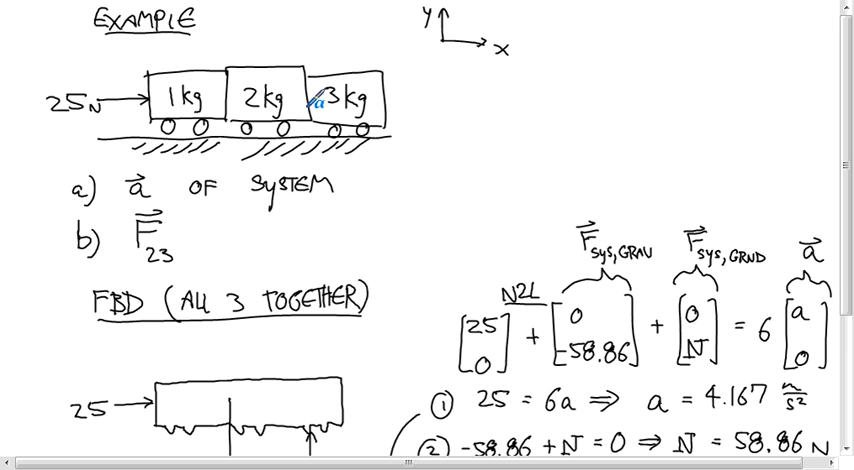 EXAMPLE
y
x
25N 1kg 2kg a 3kg
a) a⃗ OF SYSTEM
b) F⃗23
FBD (ALL 3 TOGETHER)
F⃗SYS,GRAV F⃗SYS,GRND a⃗
N2L
[25 0] + [0 -58.86] + [0 N] = 6 [a 0]
25
① 25 = 6a ⇒ a = 4.167 m/s²
② -58.86 + N = 0 ⇒ N = 58.86 N